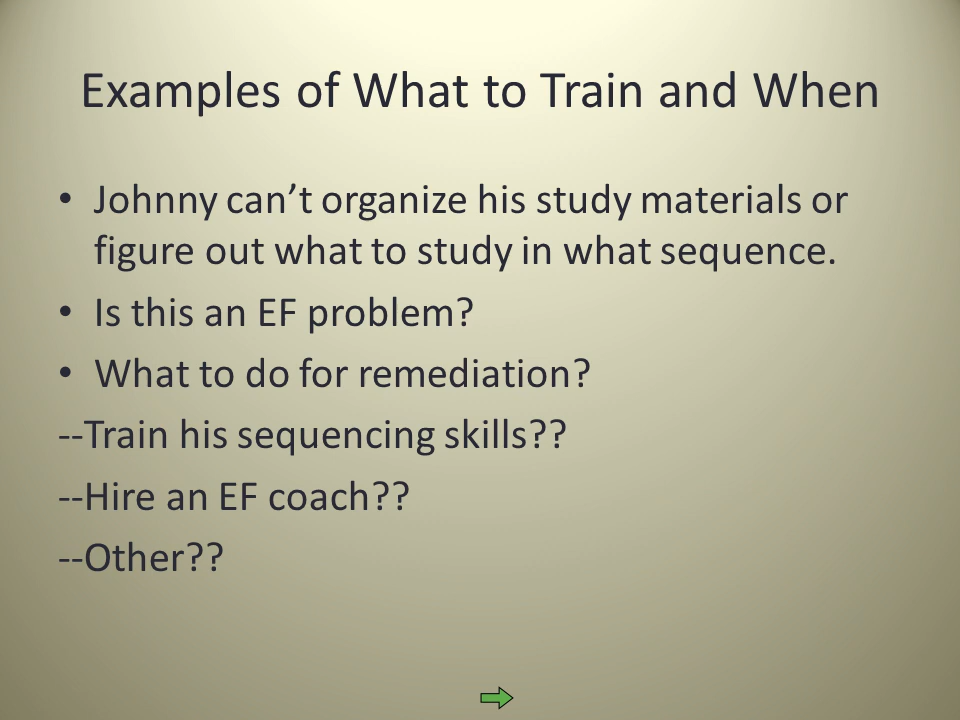 Examples of What to Train and When
• Johnny can’t organize his study materials or
figure out what to study in what sequence.
• Is this an EF problem?
• What to do for remediation?
--Train his sequencing skills??
--Hire an EF coach??
--Other??